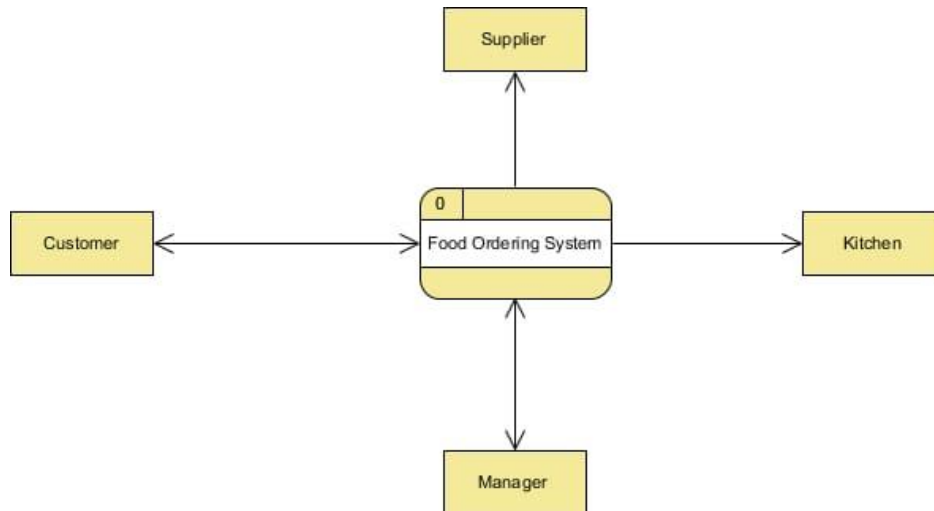 Supplier
0
Customer
Food Ordering System
Kitchen
Manager